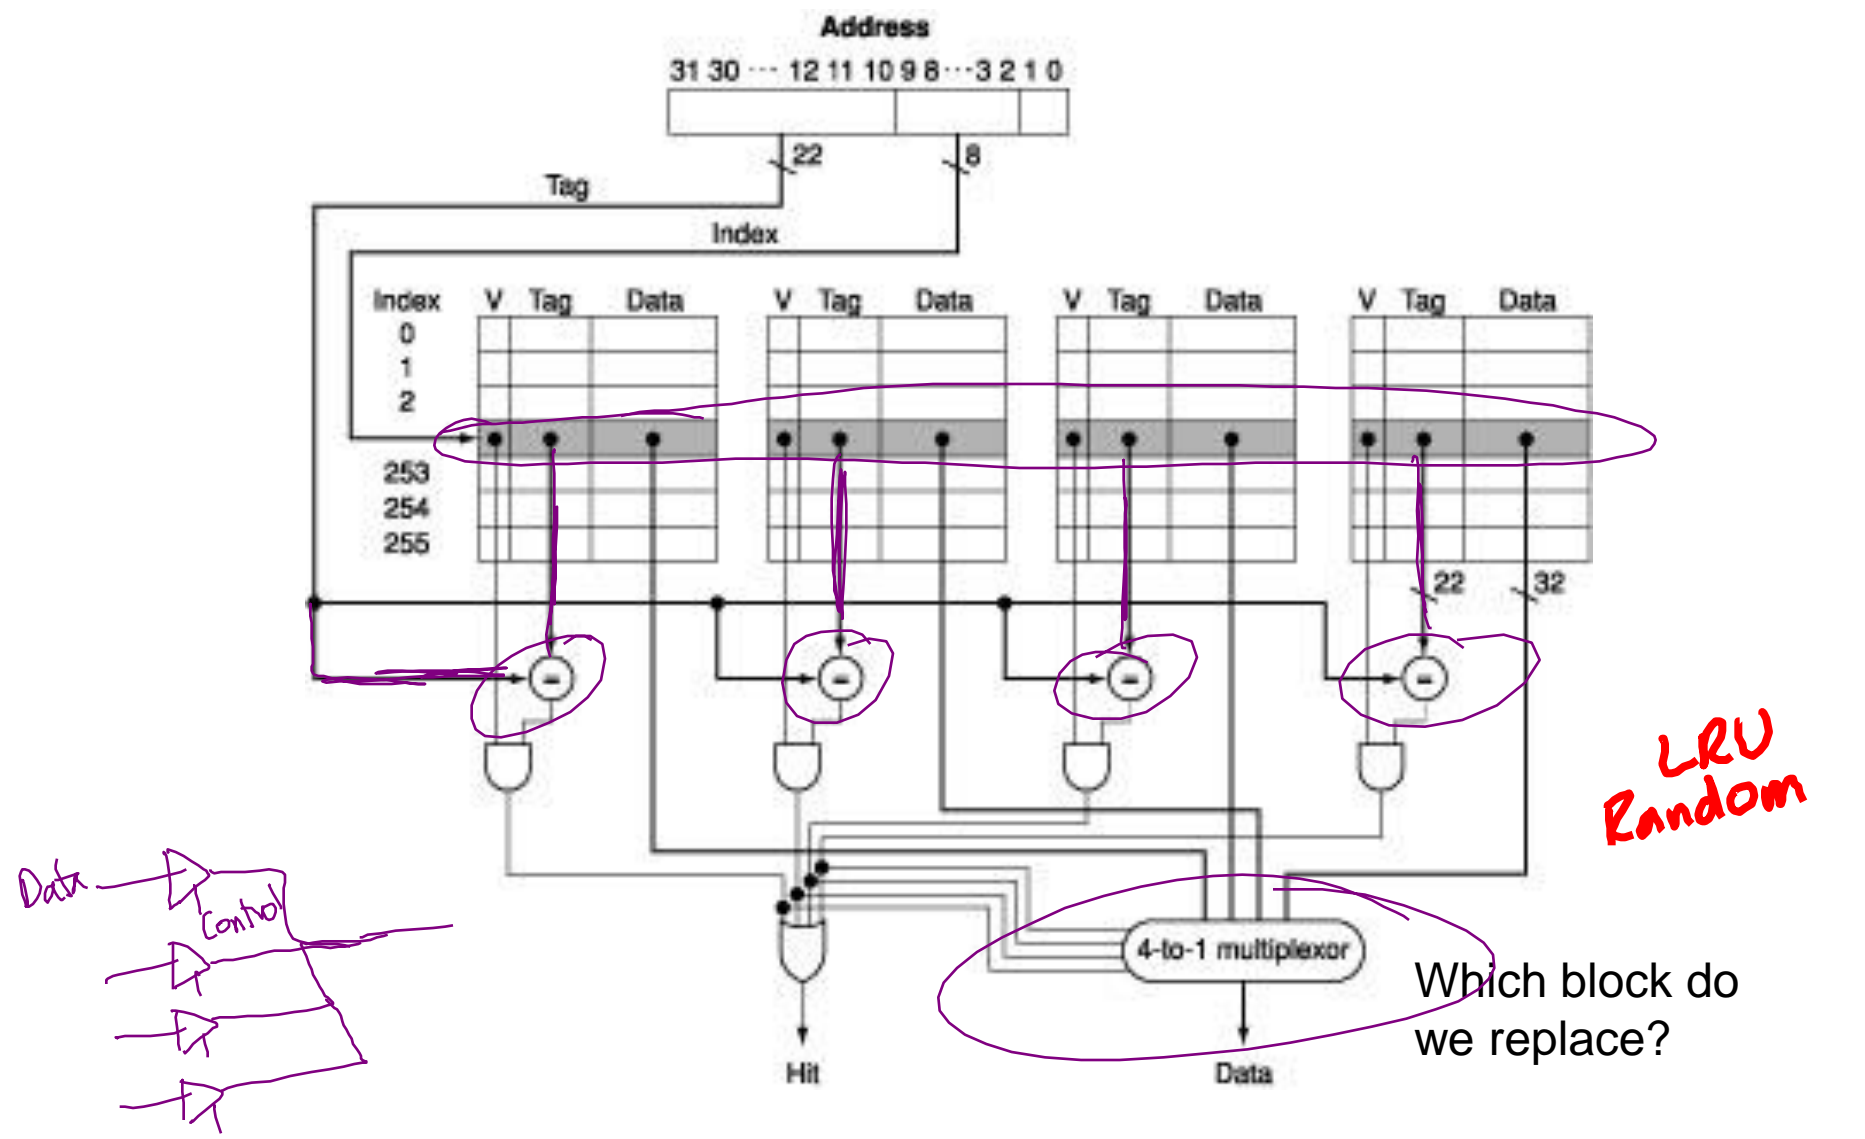 Address
31 30 ··· 12 11 10 9 8 ··· 3 2 1 0
22
8
Tag
Index
Index V Tag Data V Tag Data V Tag Data V Tag Data
0
1
2
253
254
255
22 32
= = = =
LRU
Random
Data
Control
4-to-1 multiplexor
Which block do
we replace?
Hit
Data